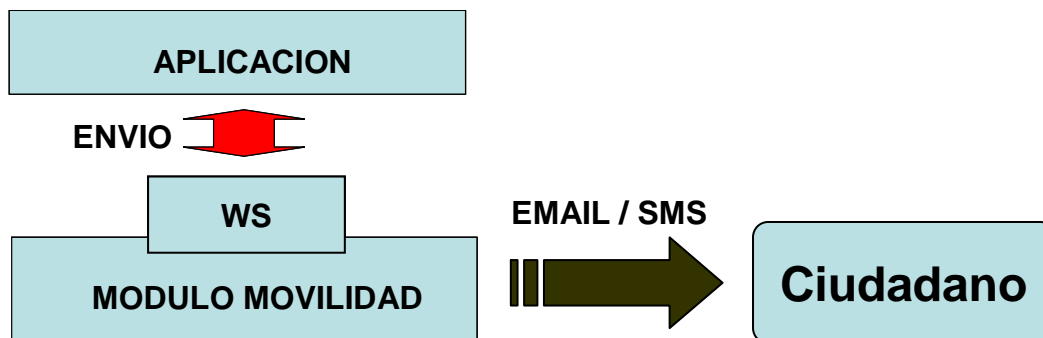 APLICACION
ENVIO
WS
EMAIL / SMS
MODULO MOVILIDAD
Ciudadano